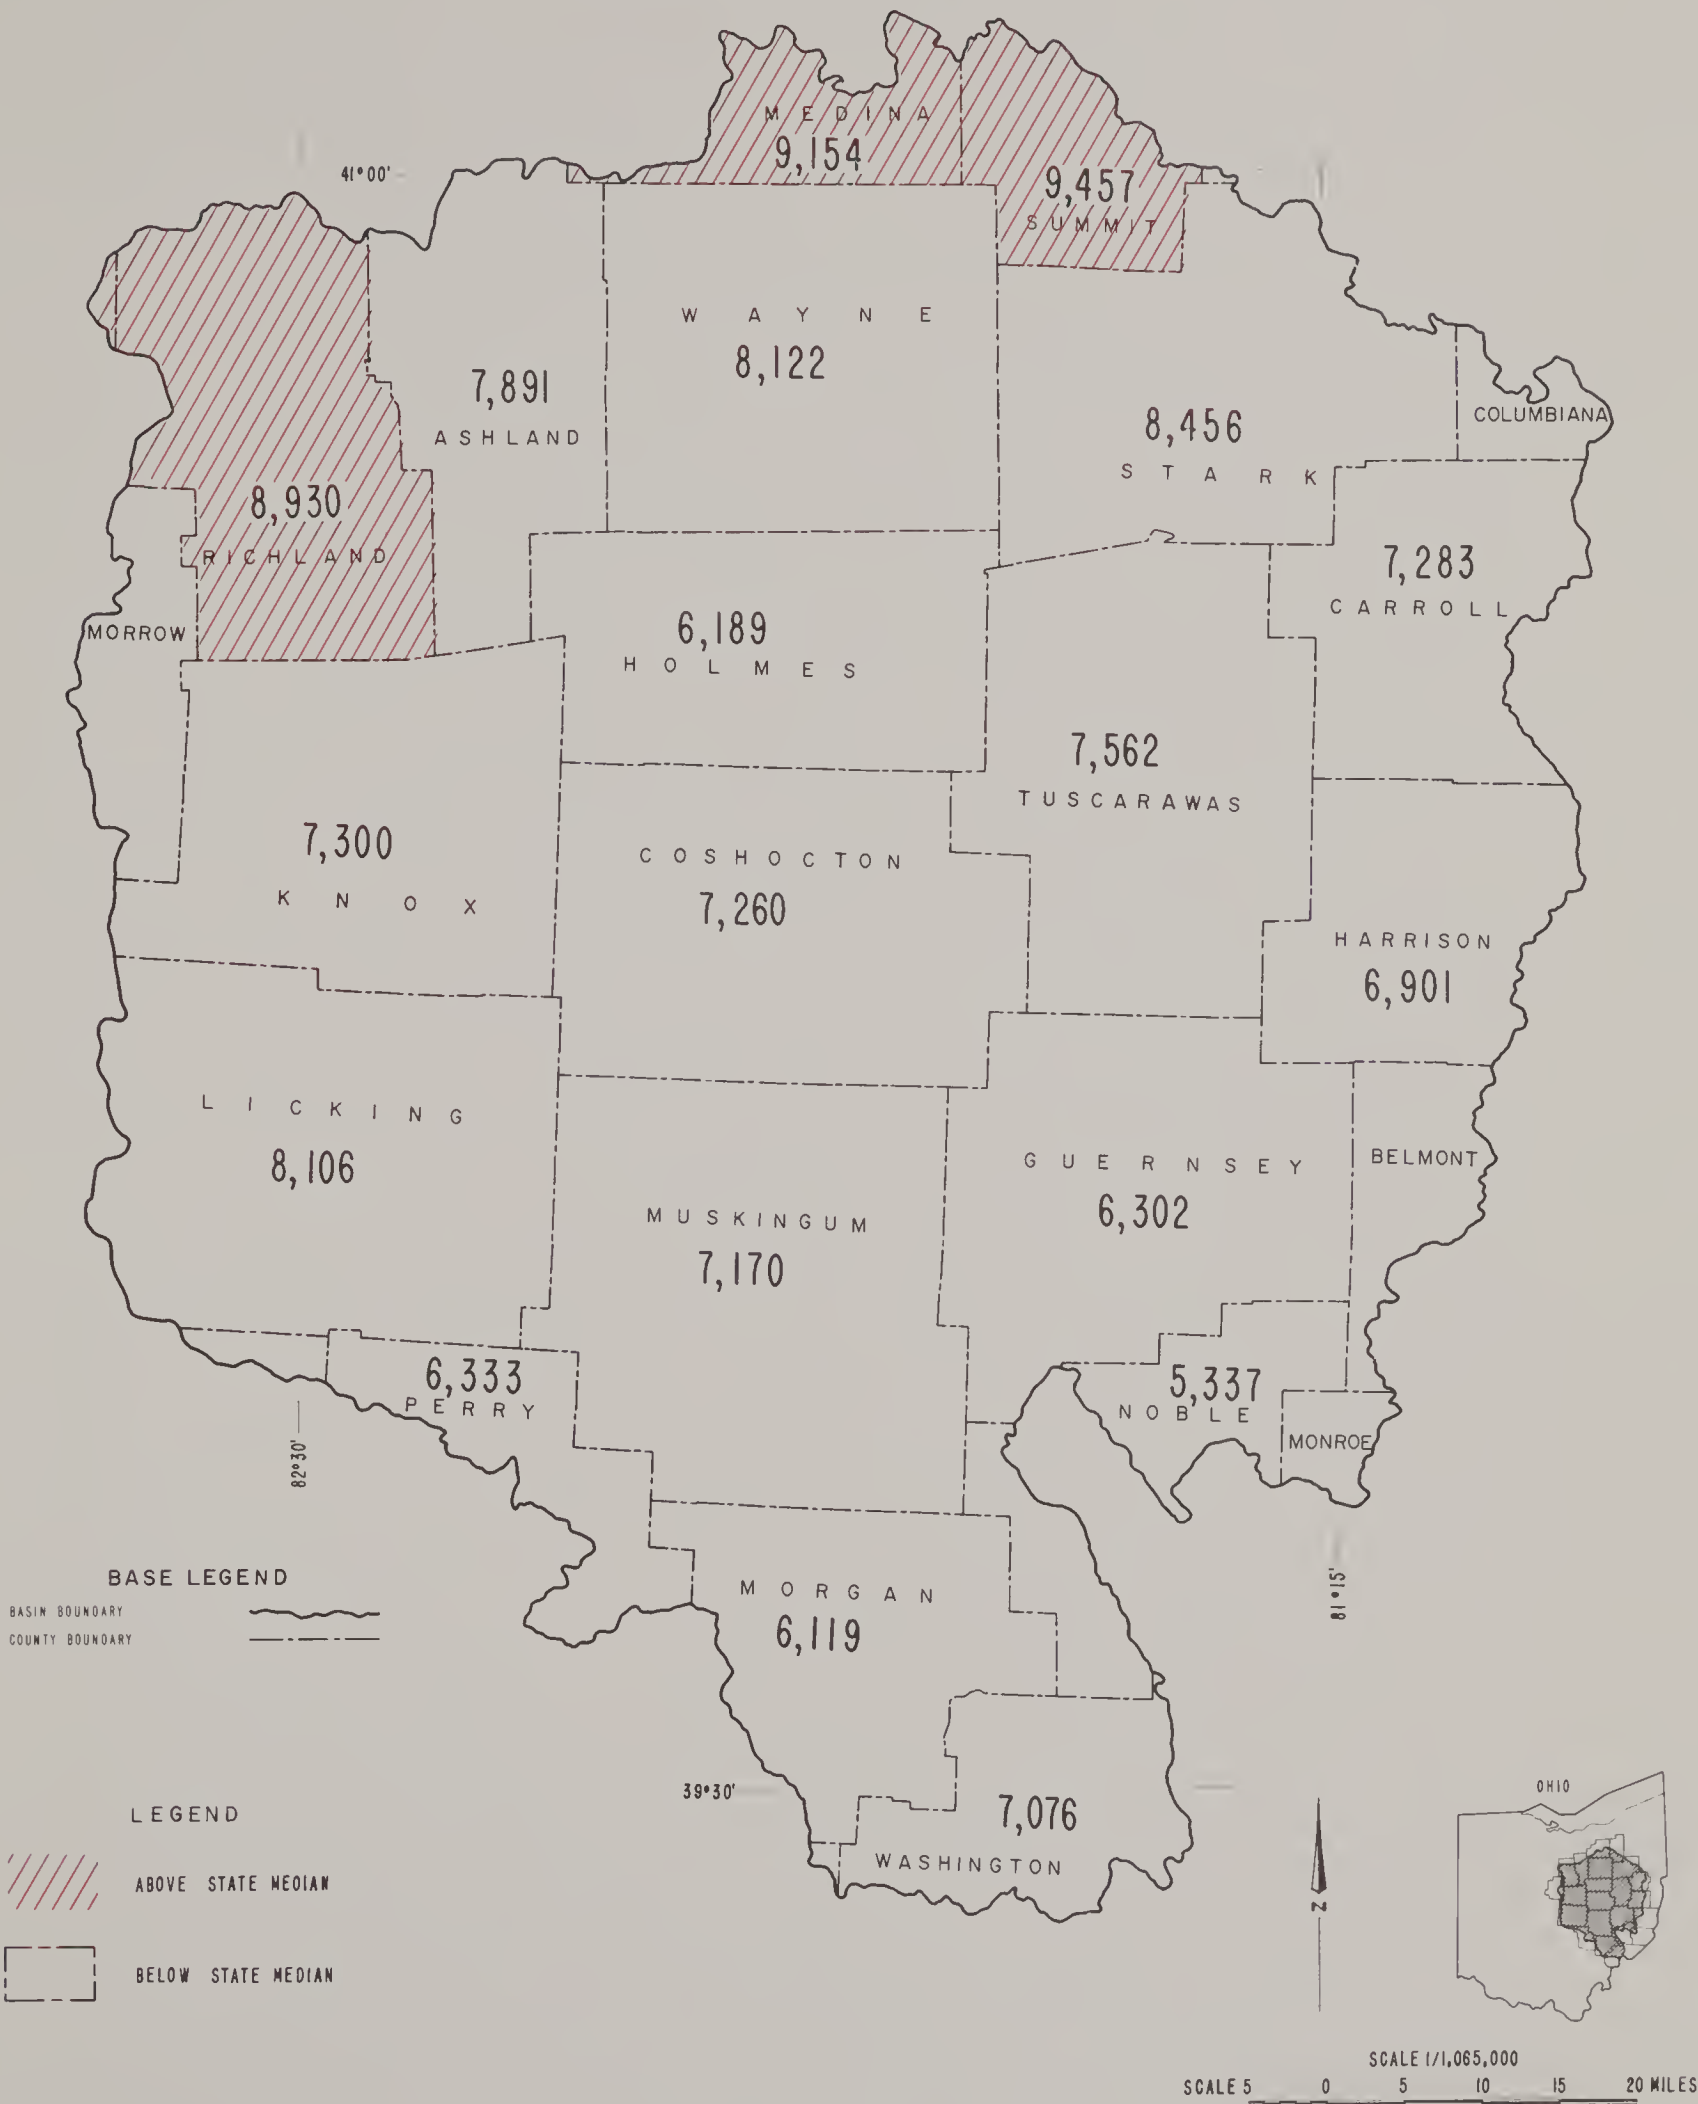 MEDINA
9,154
41°00'
9,457
SUMMIT
WAYNE
8,122
7,891
ASHLAND
8,456
STARK
COLUMBIANA
8,930
RICHLAND
7,283
CARROLL
MORROW
6,189
HOLMES
7,562
TUSCARAWAS
7,300
KNOX
COSHOCTON
7,260
HARRISON
6,901
LICKING
8,106
GUERNSEY
6,302
BELMONT
MUSKINGUM
7,170
6,333
PERRY
5,337
NOBLE
MONROE
82°30'
81°15'
BASE LEGEND
BASIN BOUNDARY
COUNTY BOUNDARY
MORGAN
6,119
39°30'
7,076
WASHINGTON
LEGEND
ABOVE STATE MEDIAN
BELOW STATE MEDIAN
N
OHIO
SCALE 1/1,065,000
SCALE 5 0 5 10 15 20 MILES